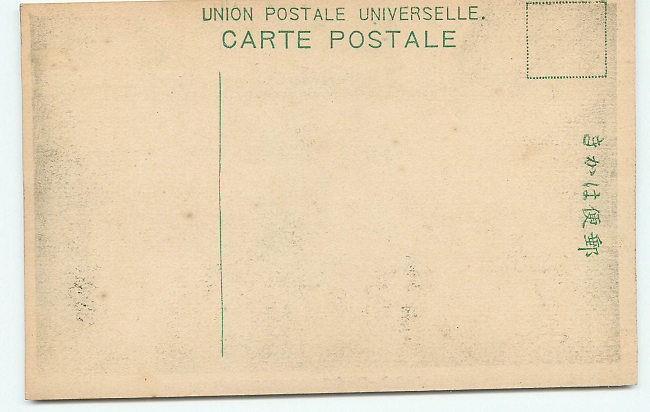 UNION POSTALE UNIVERSELLE.
CARTE POSTALE
郵便はかき